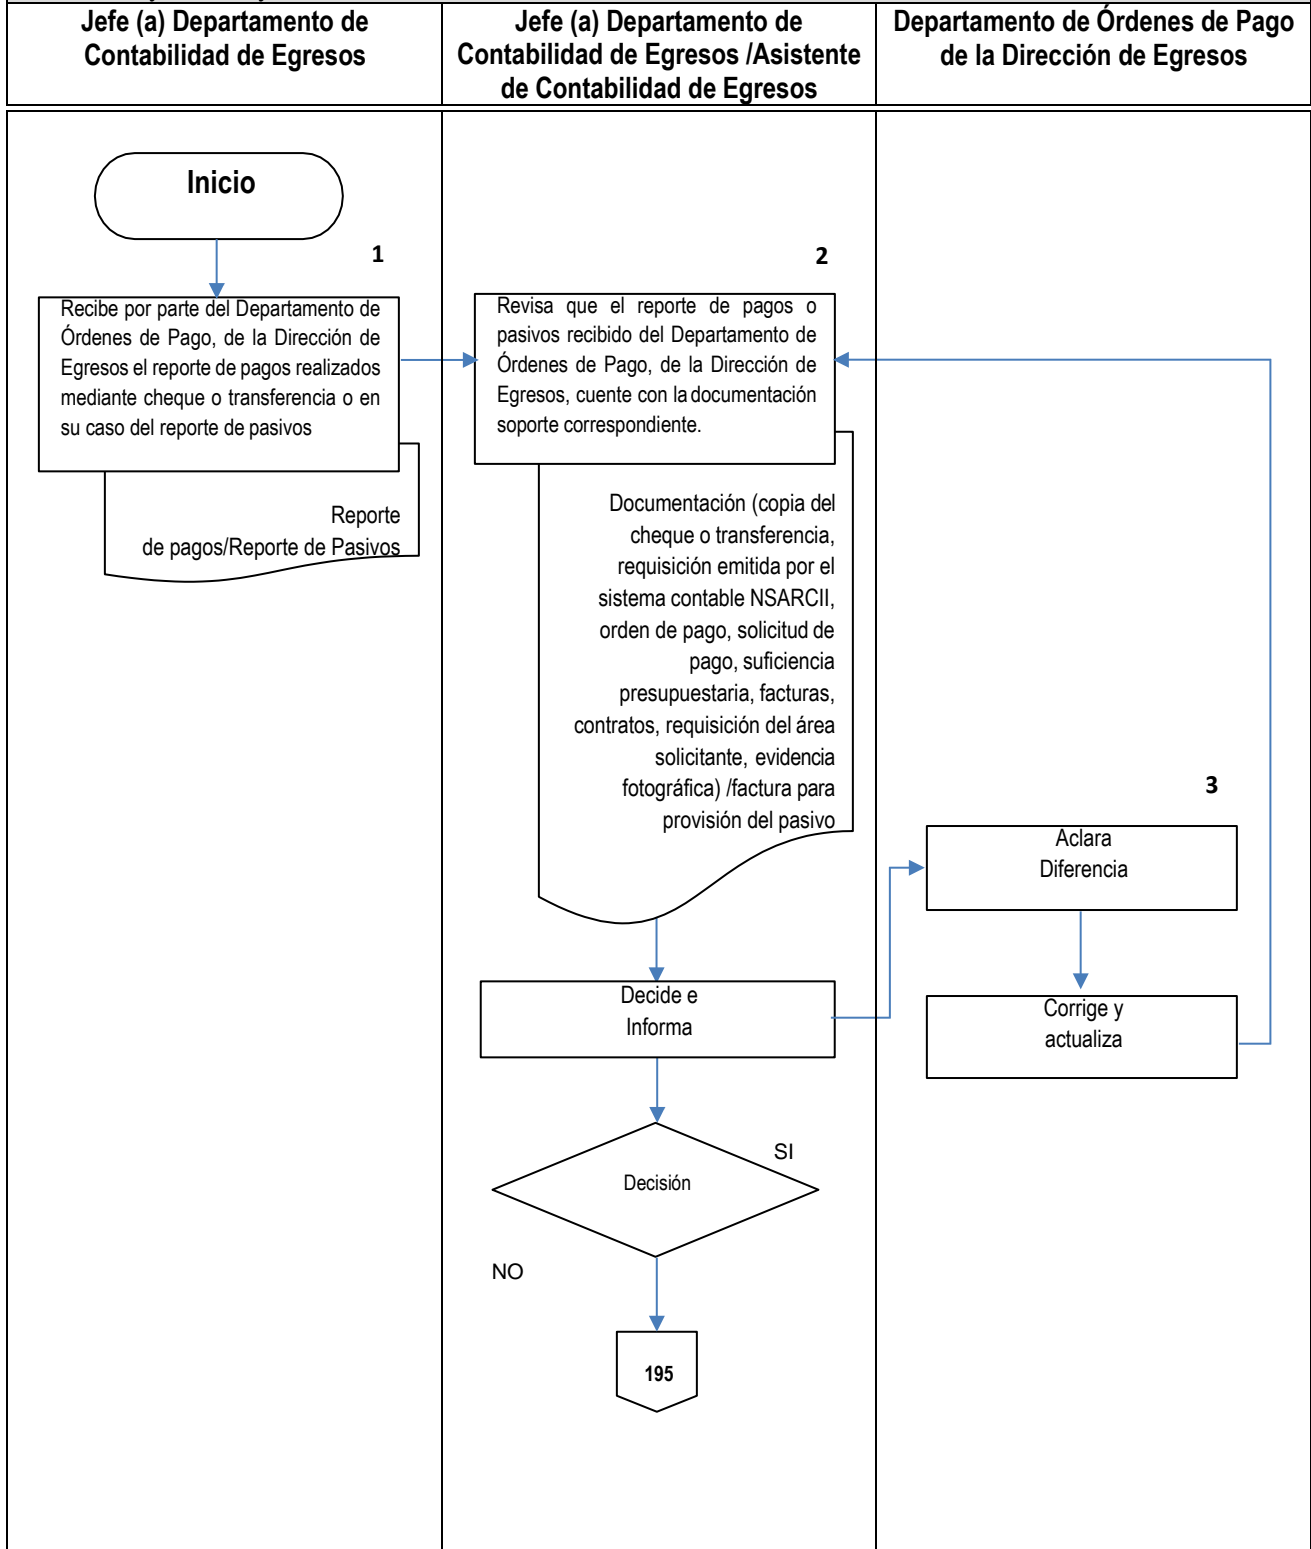 Jefe (a) Departamento de
Contabilidad de Egresos
Jefe (a) Departamento de
Contabilidad de Egresos /Asistente
de Contabilidad de Egresos
Departamento de Órdenes de Pago
de la Dirección de Egresos
Inicio
1
Recibe por parte del Departamento de
Órdenes de Pago, de la Dirección de
Egresos el reporte de pagos realizados
mediante cheque o transferencia o en
su caso del reporte de pasivos
Reporte
de pagos/Reporte de Pasivos
2
Revisa que el reporte de pagos o
pasivos recibido del Departamento de
Órdenes de Pago, de la Dirección de
Egresos, cuente con la documentación
soporte correspondiente.
Documentación (copia del
cheque o transferencia,
requisición emitida por el
sistema contable NSARCII,
orden de pago, solicitud de
pago, suficiencia
presupuestaria, facturas,
contratos, requisición del área
solicitante, evidencia
fotográfica) /factura para
provisión del pasivo
3
Aclara
Diferencia
Decide e
Informa
Corrige y
actualiza
SI
Decisión
NO
195